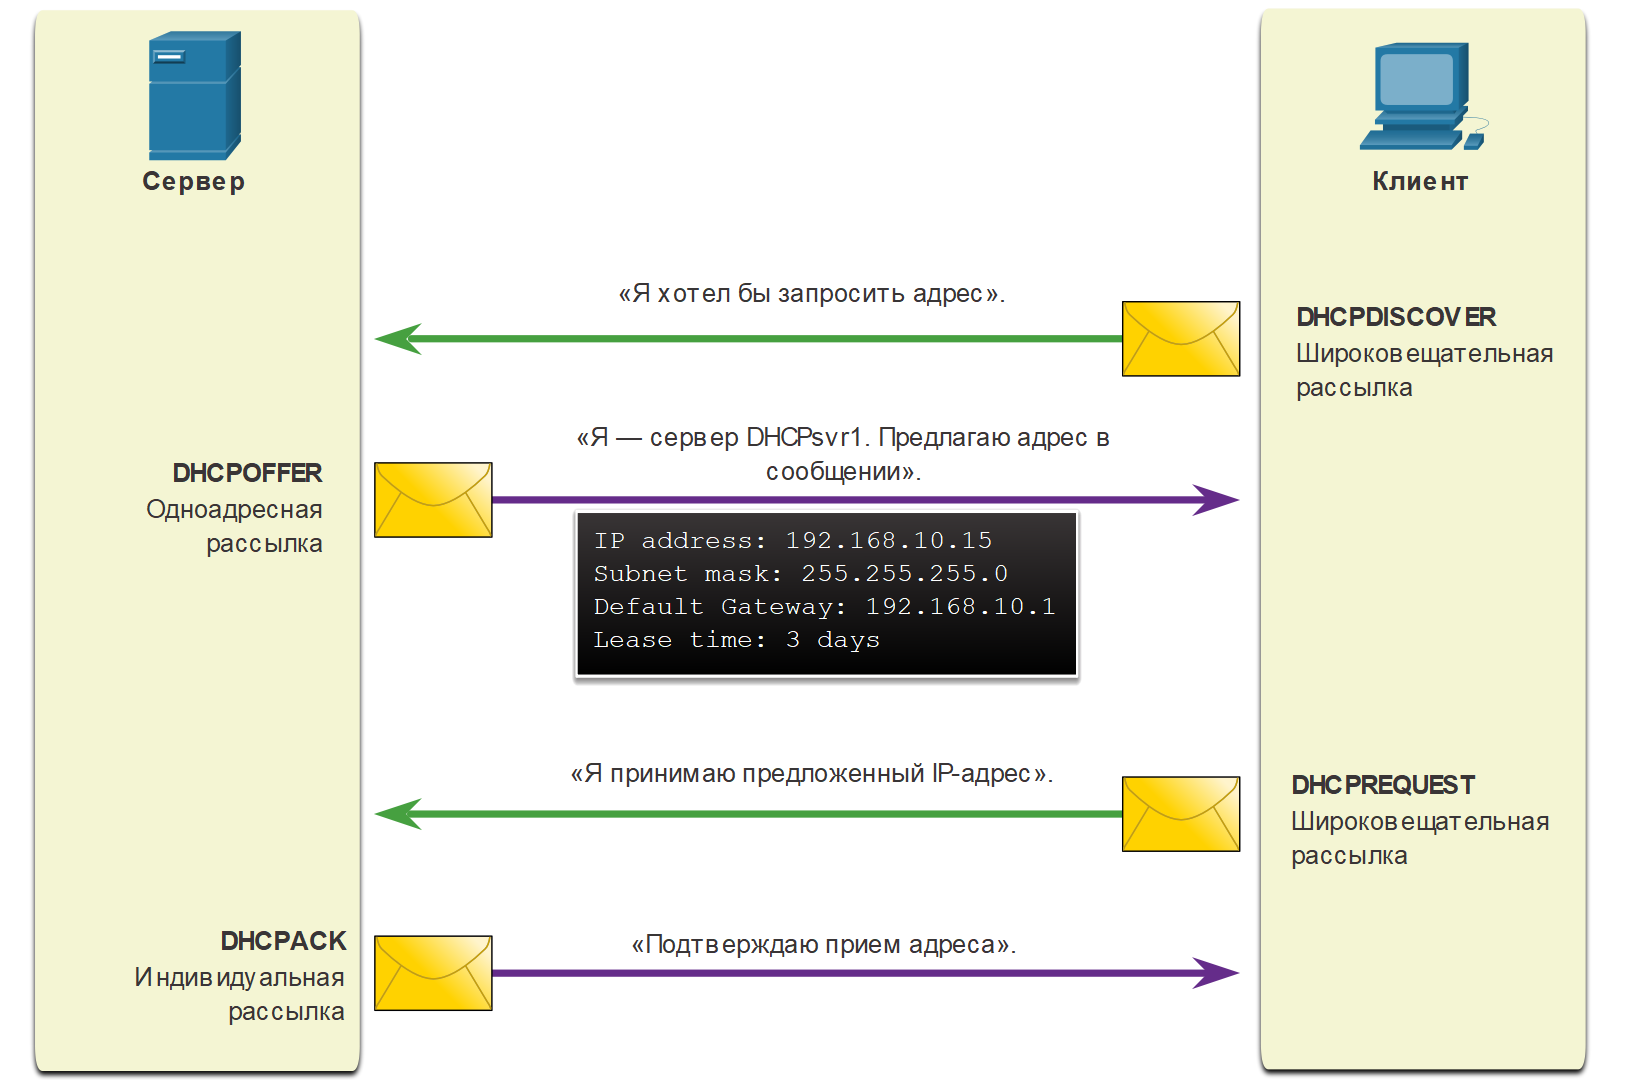 Сервер
Клиент
«Я хотел бы запросить адрес».
DHCPDISCOVER
Широковещательная
рассылка
«Я — сервер DHCPsvr1. Предлагаю адрес в
сообщении».
DHCPOFFER
Одноадресная
рассылка
IP address: 192.168.10.15
Subnet mask: 255.255.255.0
Default Gateway: 192.168.10.1
Lease time: 3 days
«Я принимаю предложенный IP-адрес».
DHCPREQUEST
Широковещательная
рассылка
DHCPACK
Индивидуальная
рассылка
«Подтверждаю прием адреса».